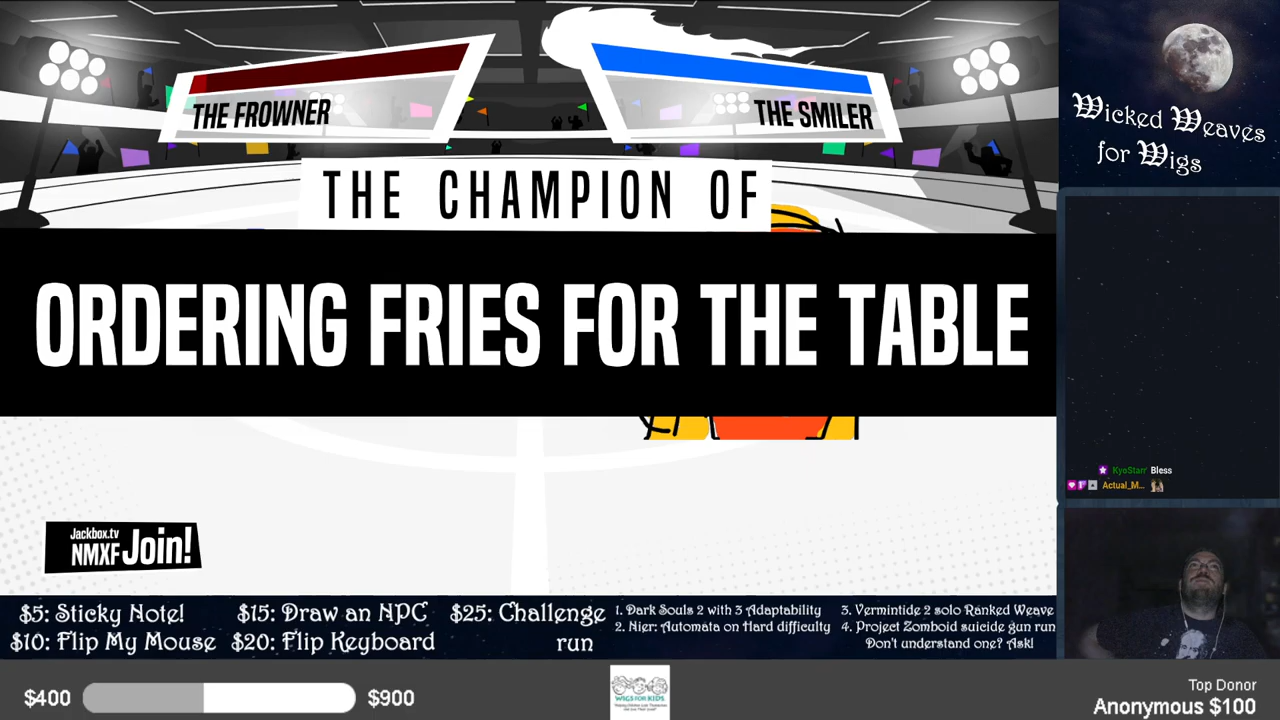 THE FROWNER
THE SMILER
THE CHAMPION OF
ORDERING FRIES FOR THE TABLE
Jackbox.tv
NMXF Join!
Wicked Weaves
for Wigs
KyoStarr Bless
Actual_M...
$5: Sticky Note!
$10: Flip My Mouse
$15: Draw an NPC
$20: Flip Keyboard
$25: Challenge
run
1. Dark Souls 2 with 3 Adaptability
2. Nier: Automata on Hard difficulty
3. Vermintide 2 solo Ranked Weave
4. Project Zomboid suicide gun run
Don't understand one? Ask!
$400
$900
WIGS FOR KIDS
Top Donor
Anonymous $100